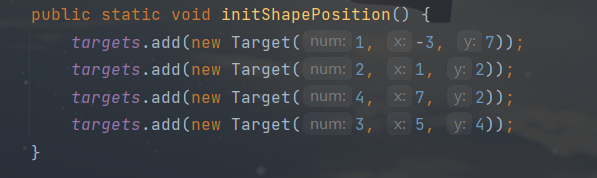 public static void initShapePosition() {
targets.add(new Target( num: 1, x: -3, y: 7));
targets.add(new Target( num: 2, x: 1, y: 2));
targets.add(new Target( num: 4, x: 7, y: 2));
targets.add(new Target( num: 3, x: 5, y: 4));
}